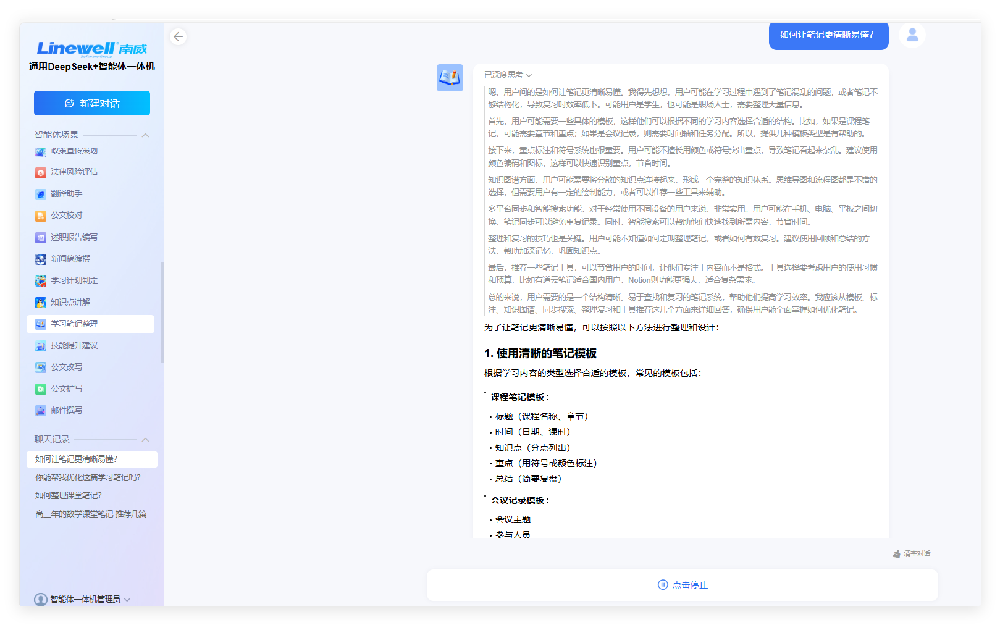 Linewell 南威
Software Group
通用DeepSeek+智能体一体机
新建对话
智能体场景
政策宣传策划
法律风险评估
翻译助手
公文校对
述职报告编写
新闻稿编撰
学习计划制定
知识点讲解
学习笔记整理
技能提升建议
公文改写
公文扩写
邮件撰写
聊天记录
如何让笔记更清晰易懂?
你能帮我优化这篇学习笔记吗?
如何整理课堂笔记?
高三年的数学课堂笔记 推荐几篇
智能体一体机管理员
如何让笔记更清晰易懂?
已深度思考
嗯，用户问的是如何让笔记更清晰易懂。我得先想想，用户可能在学习过程中遇到了笔记混乱的问题，或者笔记不
够结构化，导致复习时效率低下。可能用户是学生，也可能是职场人士，需要整理大量信息。
首先，用户可能需要一些具体的模板，这样他们可以根据不同的学习内容选择合适的结构。比如，如果是课程笔
记，可能需要章节和重点；如果是会议记录，则需要时间轴和任务分配。所以，提供几种模板类型是有帮助的。
接下来，重点标注和符号系统也很重要。用户可能不擅长用颜色或符号突出重点，导致笔记看起来杂乱。建议使用
颜色编码和图标，这样可以快速识别重点，节省时间。
知识图谱方面，用户可能需要将分散的知识点连接起来，形成一个完整的知识体系。思维导图和流程图都是不错的
选择，但需要用户有一定的绘制能力，或者可以推荐一些工具来辅助。
多平台同步和智能搜索功能，对于经常使用不同设备的用户来说，非常实用。用户可能在手机、电脑、平板之间切
换，笔记同步可以避免重复记录。同时，智能搜索可以帮助他们快速找到所需内容，节省时间。
整理和复习的技巧也是关键。用户可能不知道如何定期整理笔记，或者如何有效复习。建议使用回顾和总结的方
法，帮助加深记忆，巩固知识点。
最后，推荐一些笔记工具，可以节省用户的时间，让他们专注于内容而不是格式。工具选择要考虑用户的使用习惯
和预算，比如有道云笔记适合国内用户，Notion则功能更强大，适合复杂需求。
总的来说，用户需要的是一个结构清晰、易于查找和复习的笔记系统，帮助他们提高学习效率。我应该从模板、标
注、知识图谱、同步搜索、整理复习和工具推荐这几个方面来详细回答，确保用户能全面掌握如何优化笔记。
为了让笔记更清晰易懂，可以按照以下方法进行整理和设计：
1. 使用清晰的笔记模板
根据学习内容的类型选择合适的模板，常见的模板包括：
· 课程笔记模板：
· 标题（课程名称、章节）
· 时间（日期、课时）
· 知识点（分点列出）
· 重点（用符号或颜色标注）
· 总结（简要复盘）
· 会议记录模板：
· 会议主题
· 参与人员
清空对话
点击停止